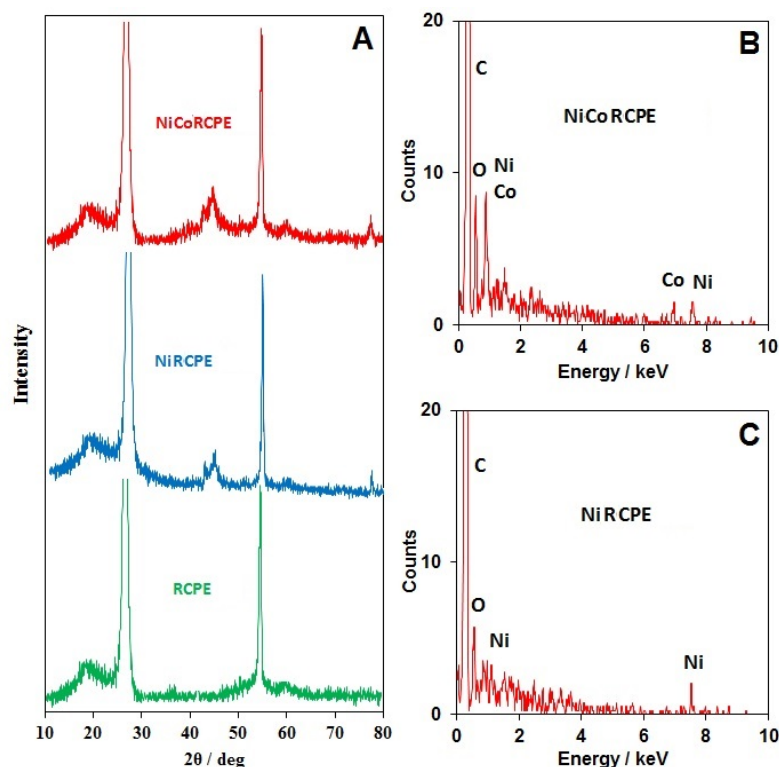 A
NiCoRCPE
NiRCPE
RCPE
Intensity
10 20 30 40 50 60 70 80
2θ / deg
B
20
10
0
Counts
C
NiCoRCPE
O
Ni
Co
Co
Ni
0 2 4 6 8 10
Energy / keV
C
20
10
0
Counts
C
NiRCPE
O
Ni
Ni
0 2 4 6 8 10
Energy / keV